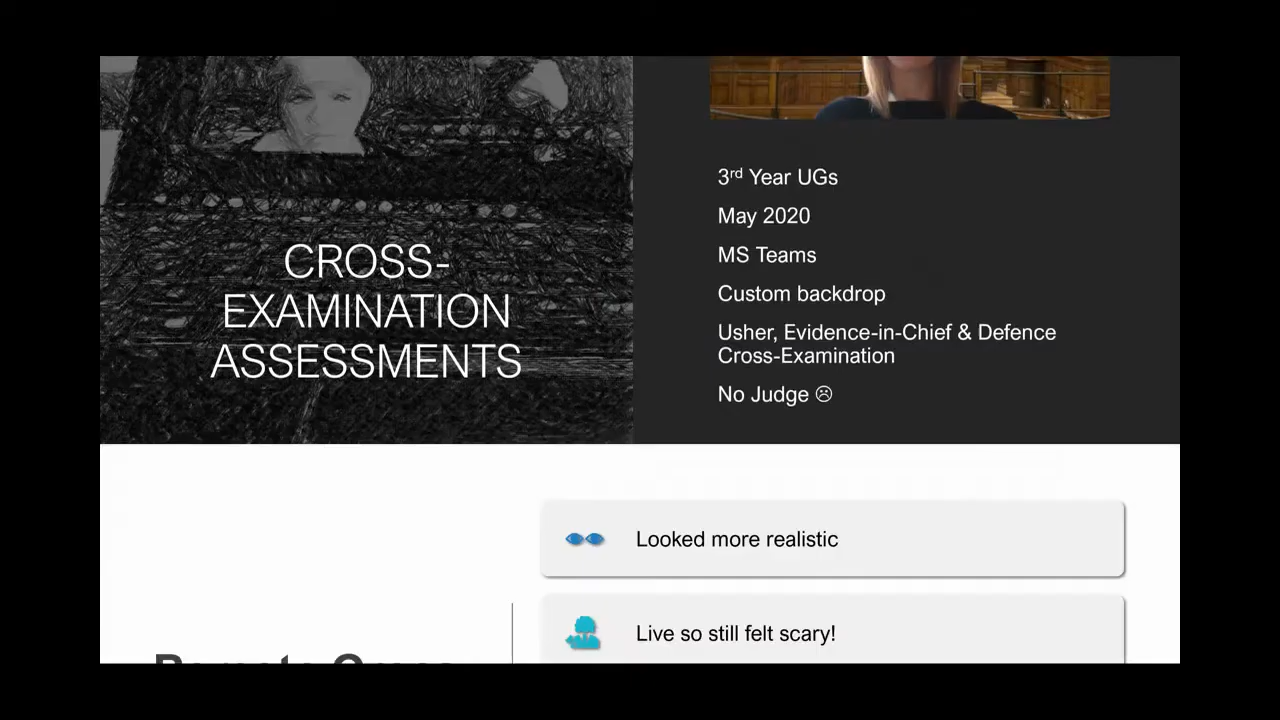 CROSS-
EXAMINATION
ASSESSMENTS
3rd Year UGs
May 2020
MS Teams
Custom backdrop
Usher, Evidence-in-Chief & Defence
Cross-Examination
No Judge ☹
Looked more realistic
Live so still felt scary!